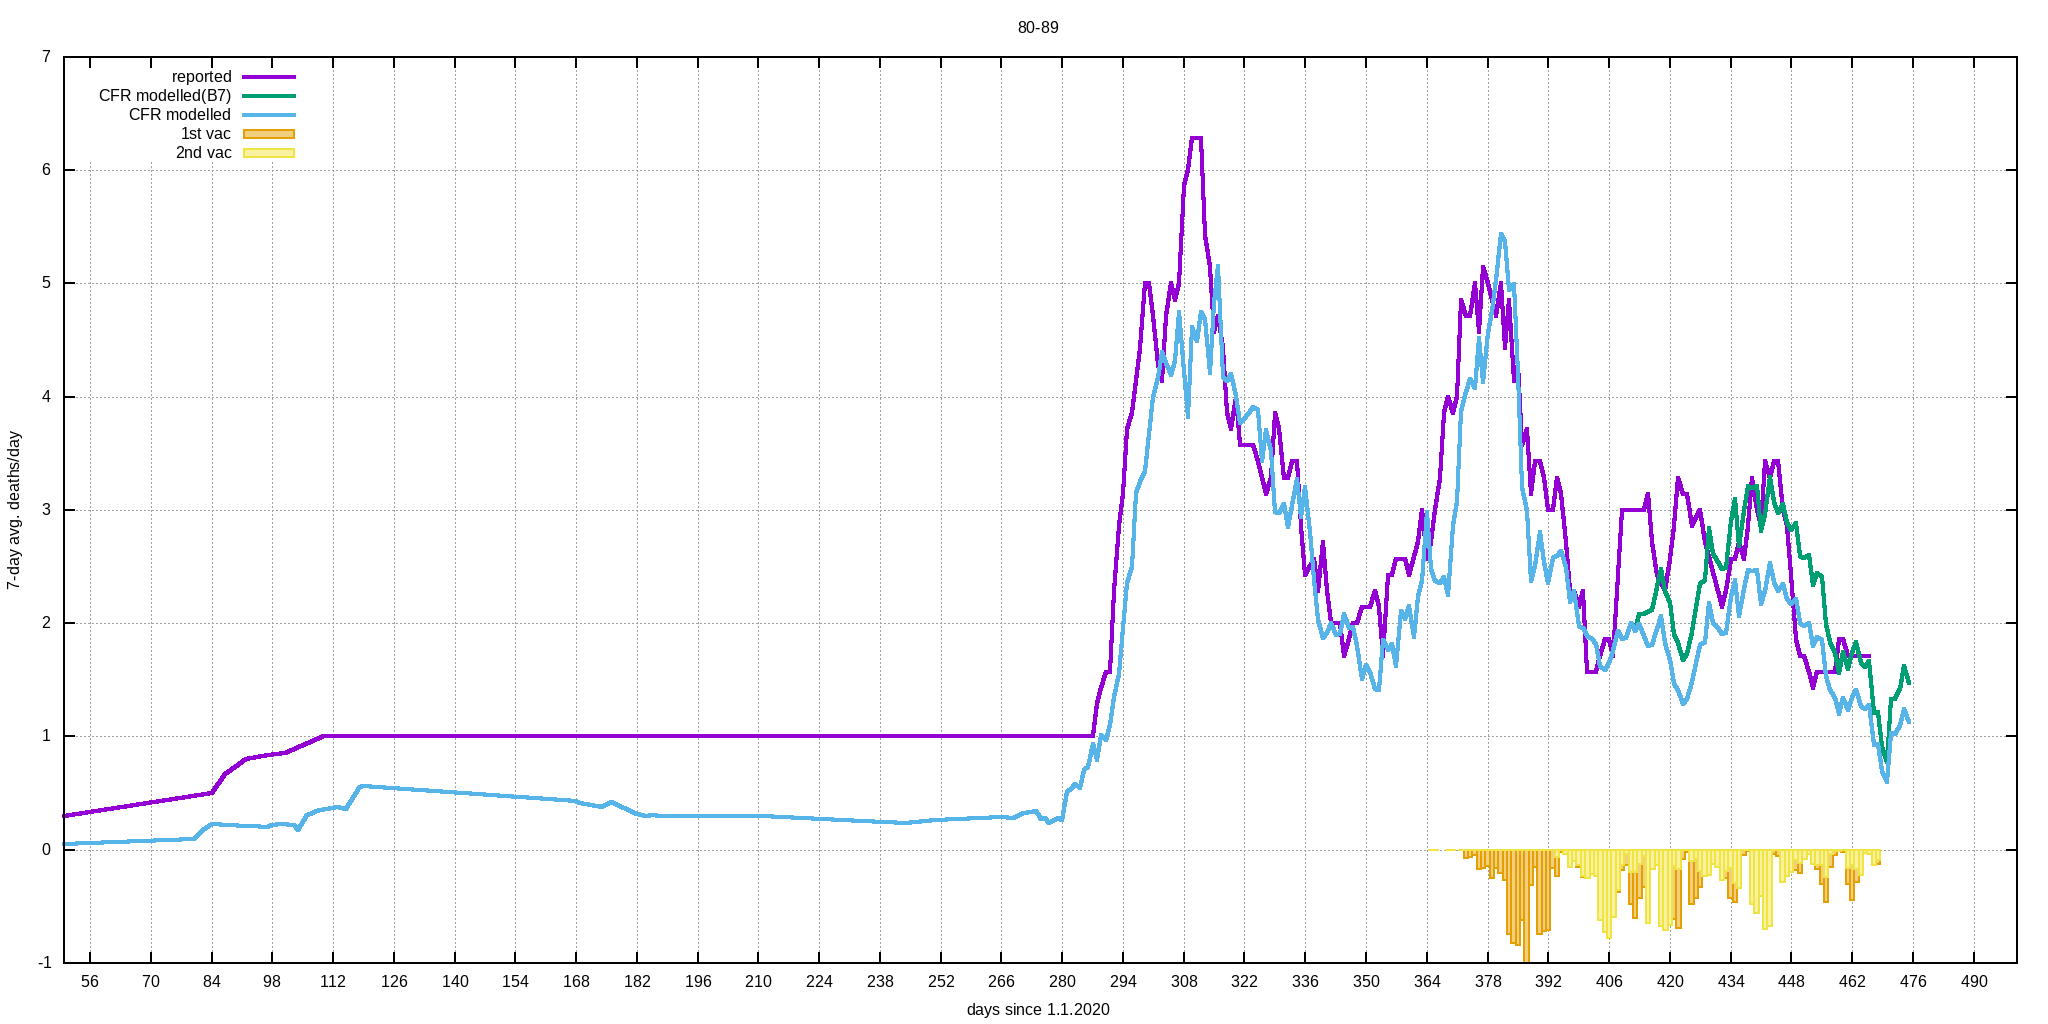 80-89
7
6
5
4
3
2
1
0
-1
7-day avg. deaths/day
reported
CFR modelled(B7)
CFR modelled
1st vac
2nd vac
56 70 84 98 112 126 140 154 168 182 196 210 224 238 252 266 280 294 308 322 336 350 364 378 392 406 420 434 448 462 476 490
days since 1.1.2020